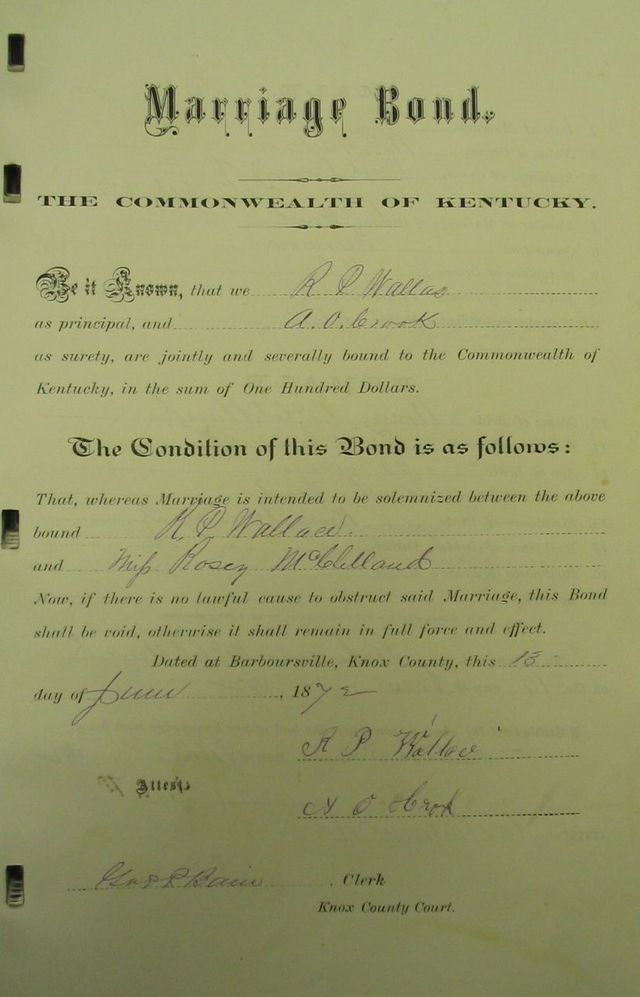 Marriage Bond.
THE COMMONWEALTH OF KENTUCKY.
Be it Known, that we R P Wallas
as principal, and A. O. Crook
as surety, are jointly and severally bound to the Commonwealth of
Kentucky, in the sum of One Hundred Dollars.
The Condition of this Bond is as follows:
That, whereas Marriage is intended to be solemnized between the above
bound R P Wallace
and Miss Rosey McClelland
Now, if there is no lawful cause to obstruct said Marriage, this Bond
shall be void, otherwise it shall remain in full force and effect.
Dated at Barboursville, Knox County, this 13
day of June, 1872
R P Wallace
Attest,
A O Crok
Clerk
Knox County Court.